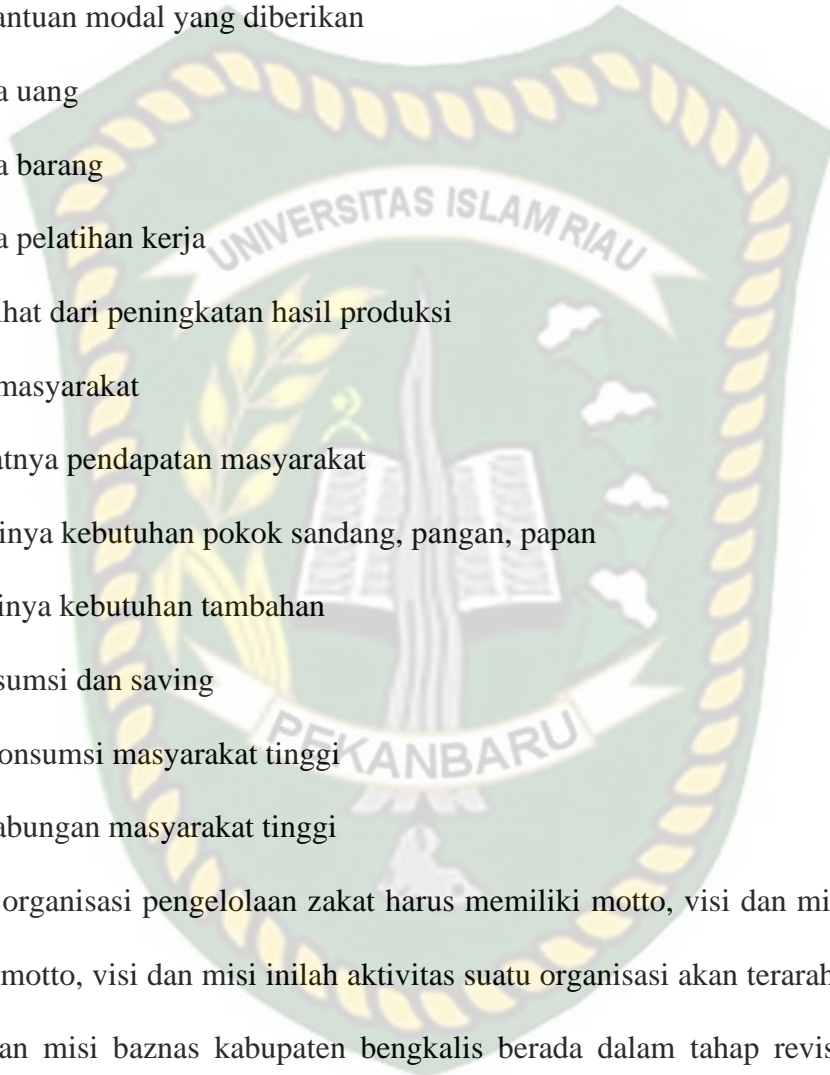 antuan modal yang diberikan
a uang
a barang
UNIVERSITAS ISLAM RIAU
a pelatihan kerja
ihat dari peningkatan hasil produksi
masyarakat
atnya pendapatan masyarakat
inya kebutuhan pokok sandang, pangan, papan
inya kebutuhan tambahan
sumsi dan saving
PEKANBARU
onsumsi masyarakat tinggi
abungan masyarakat tinggi
organisasi pengelolaan zakat harus memiliki motto, visi dan mi
motto, visi dan misi inilah aktivitas suatu organisasi akan terarah
an misi baznas kabupaten bengkalis berada dalam tahap revis